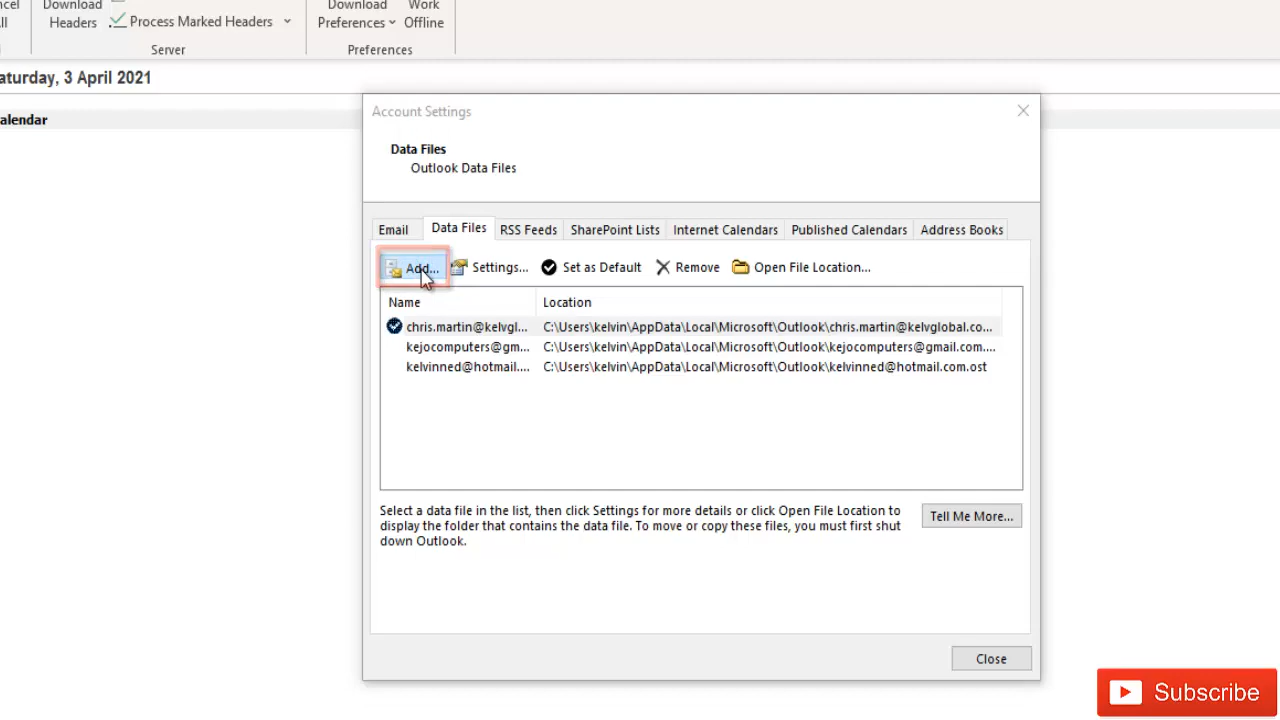 Download
Work
Headers
Process Marked Headers
Preferences
Offline
Server
Preferences
aturday, 3 April 2021
alendar
Account Settings
Data Files
Outlook Data Files
Email
Data Files
RSS Feeds
SharePoint Lists
Internet Calendars
Published Calendars
Address Books
Add...
Settings...
Set as Default
Remove
Open File Location...
Name
Location
chris.martin@kelvgl...
C:\Users\kelvin\AppData\Local\Microsoft\Outlook\chris.martin@kelvglobal.co...
kejocomputers@gm...
C:\Users\kelvin\AppData\Local\Microsoft\Outlook\kejocomputers@gmail.com....
kelvinned@hotmail....
C:\Users\kelvin\AppData\Local\Microsoft\Outlook\kelvinned@hotmail.com.ost
Select a data file in the list, then click Settings for more details or click Open File Location to
display the folder that contains the data file. To move or copy these files, you must first shut
down Outlook.
Tell Me More...
Close
Subscribe